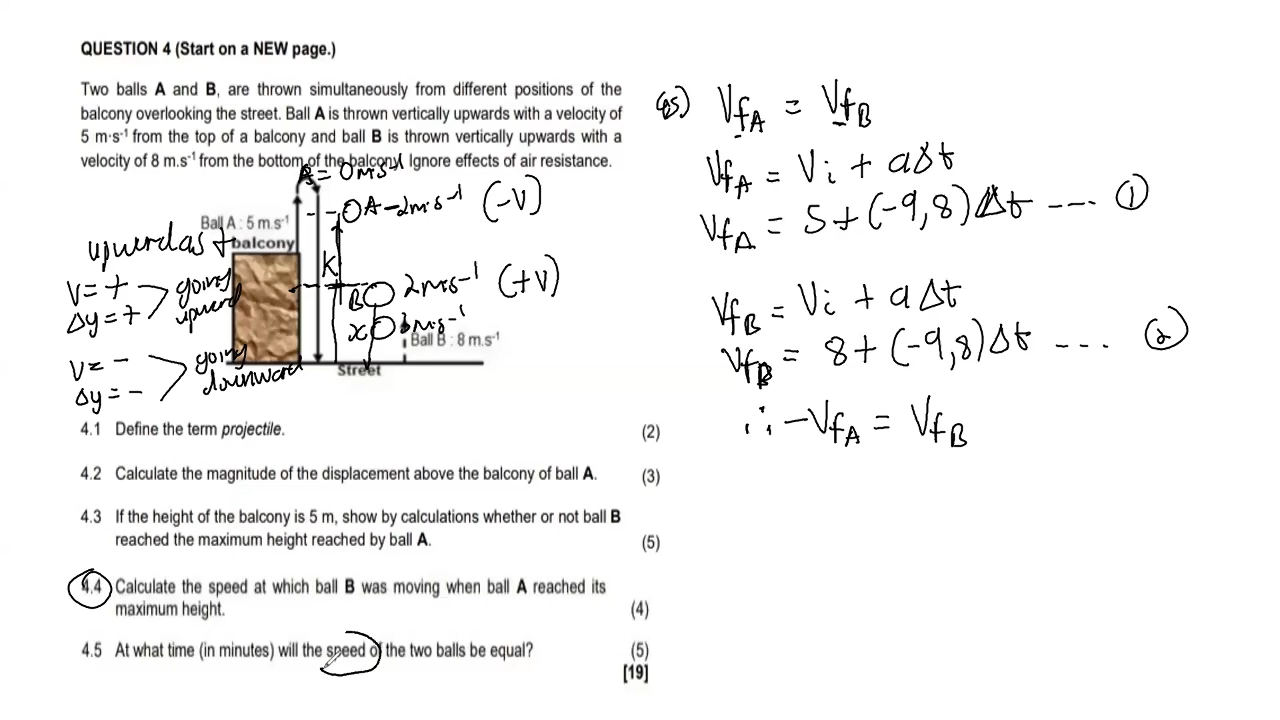 QUESTION 4 (Start on a NEW page.)
Two balls A and B, are thrown simultaneously from different positions of the
balcony overlooking the street. Ball A is thrown vertically upwards with a velocity of
5 m·s⁻¹ from the top of a balcony and ball B is thrown vertically upwards with a
velocity of 8 m.s⁻¹ from the bottom of the balcony. Ignore effects of air resistance.
= 0ms⁻¹
A -2m·s⁻¹ (-V)
Ball A : 5 m.s⁻¹
upwerdas +
balcony
K
V= + going
Δy= + upward
B 2ms⁻¹ (+V)
x 3ms⁻¹
Ball B : 8 m.s⁻¹
V= - going
Δy= - downward
Street
4.1 Define the term projectile. (2)
4.2 Calculate the magnitude of the displacement above the balcony of ball A. (3)
4.3 If the height of the balcony is 5 m, show by calculations whether or not ball B
reached the maximum height reached by ball A. (5)
4.4 Calculate the speed at which ball B was moving when ball A reached its
maximum height. (4)
4.5 At what time (in minutes) will the speed of the two balls be equal? (5)
[19]
VfA = VfB
VfA = Vi + aΔt
VfA = 5 + (-9,8)Δt --- ①
VfB = Vi + aΔt
VfB = 8 + (-9,8)Δt --- ②
∴ -VfA = VfB